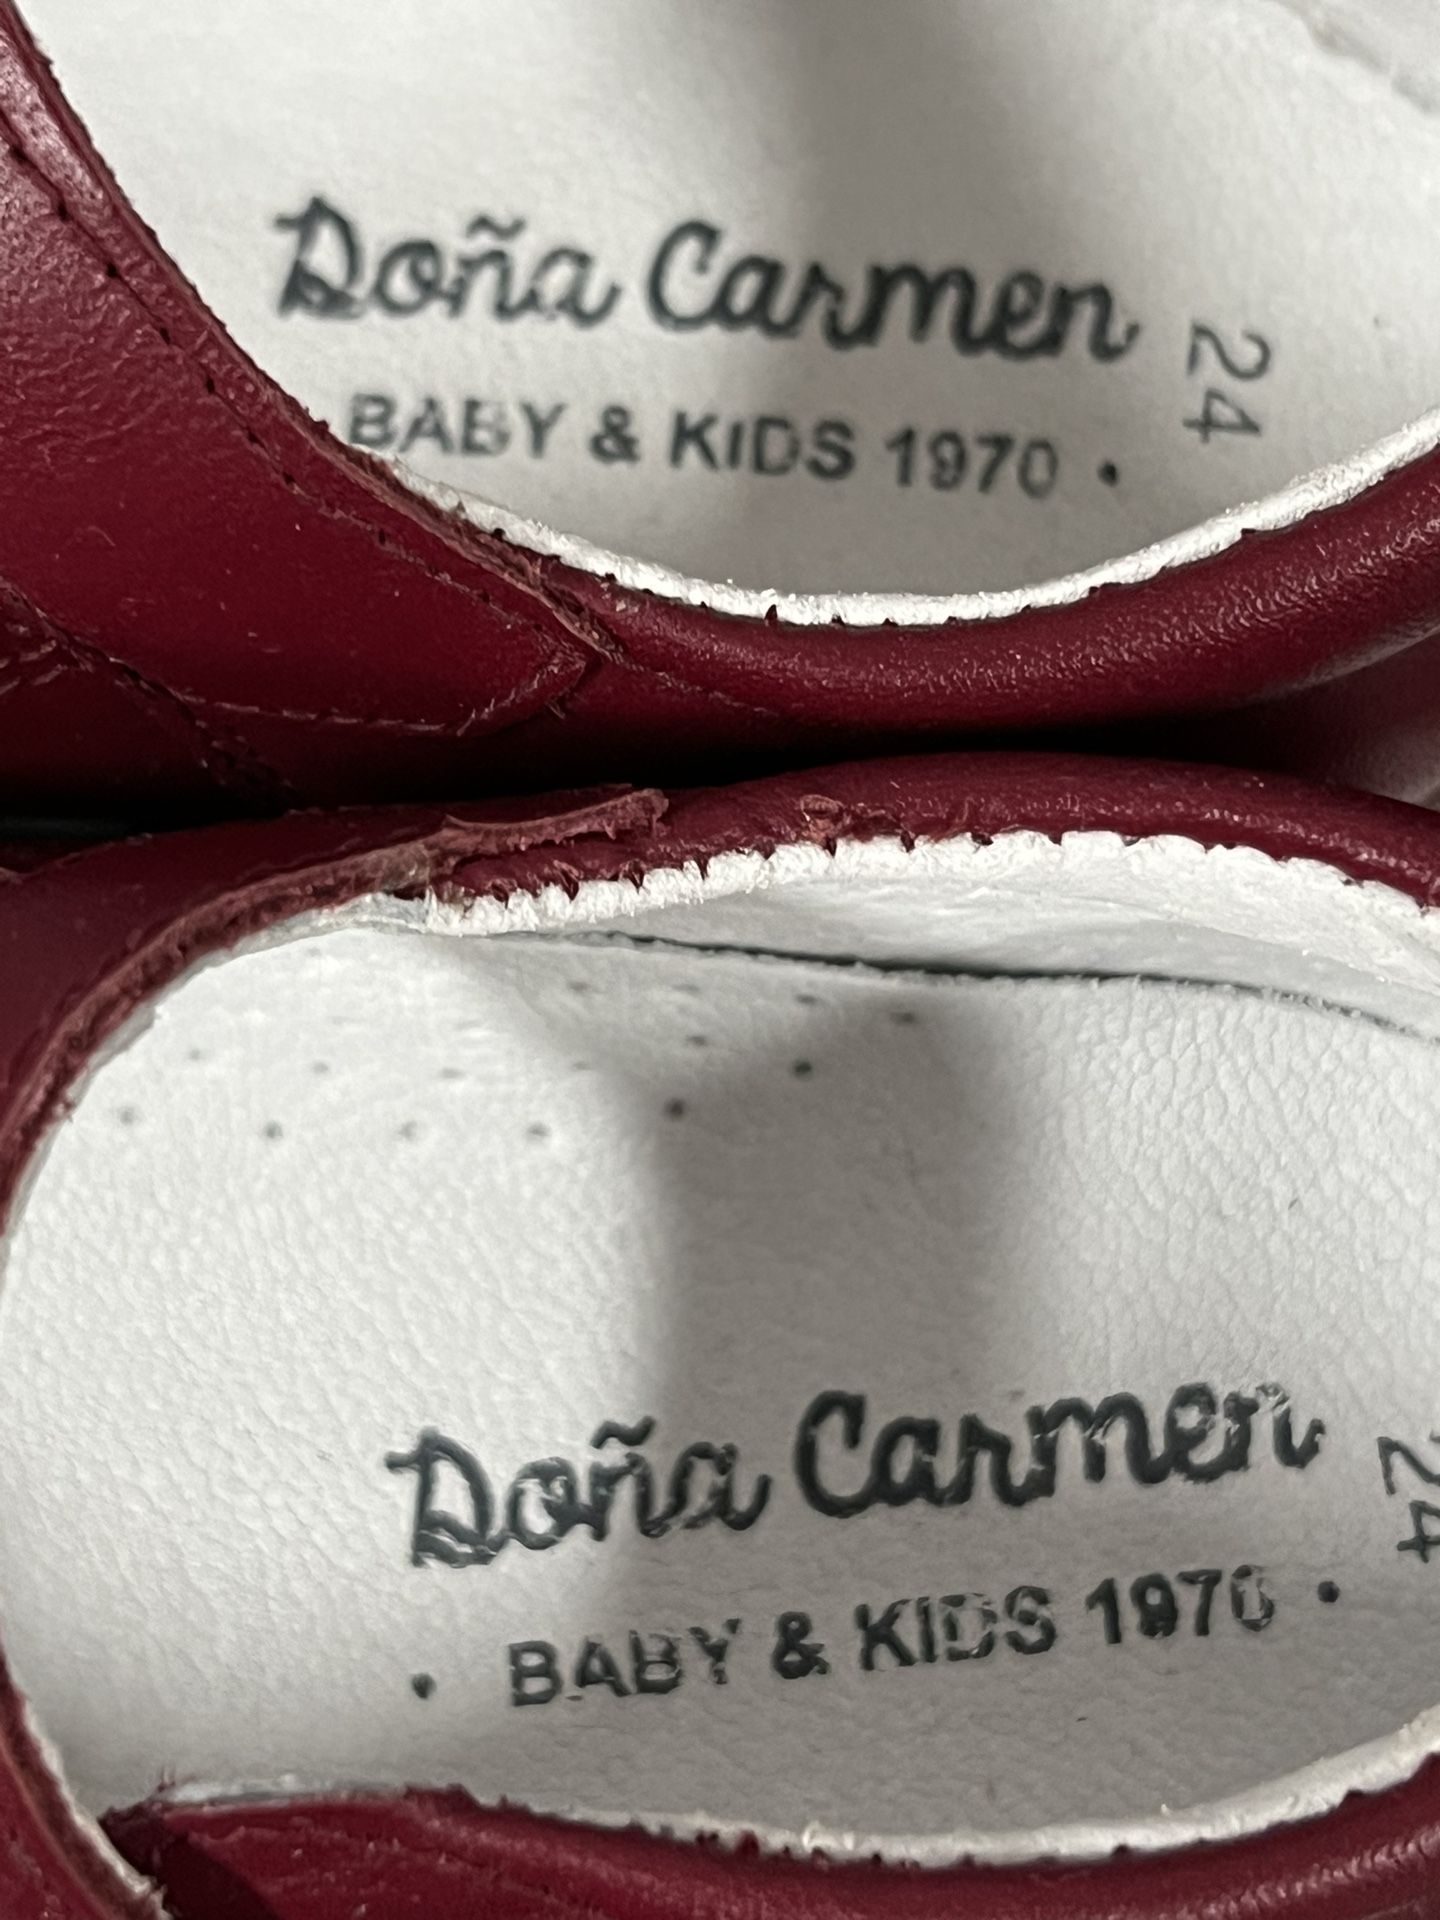 Doña Carmen
24
BABY & KIDS 1970 •
Doña Carmen
24
• BABY & KIDS 1970 •